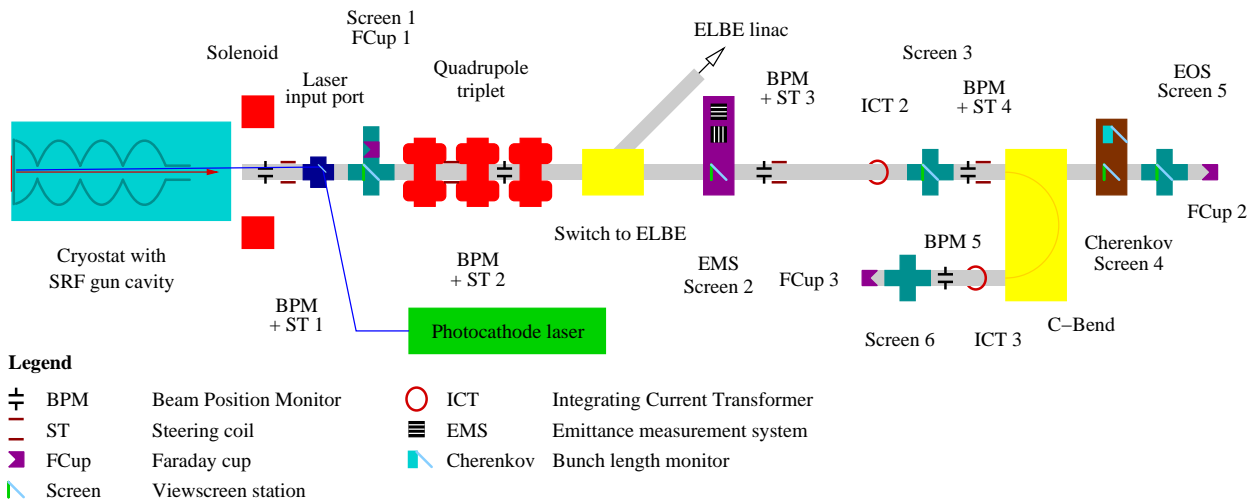 Screen 1
FCup 1
ELBE linac
Solenoid
Screen 3
Laser
input port
Quadrupole
triplet
BPM
+ ST 3
ICT 2
BPM
+ ST 4
EOS
Screen 5
FCup 2
Switch to ELBE
BPM 5
Cherenkov
Screen 4
Cryostat with
SRF gun cavity
BPM
+ ST 2
EMS
Screen 2
FCup 3
BPM
+ ST 1
Photocathode laser
Screen 6
ICT 3
C−Bend
Legend
BPM Beam Position Monitor
ICT Integrating Current Transformer
ST Steering coil
EMS Emittance measurement system
FCup Faraday cup
Cherenkov Bunch length monitor
Screen Viewscreen station